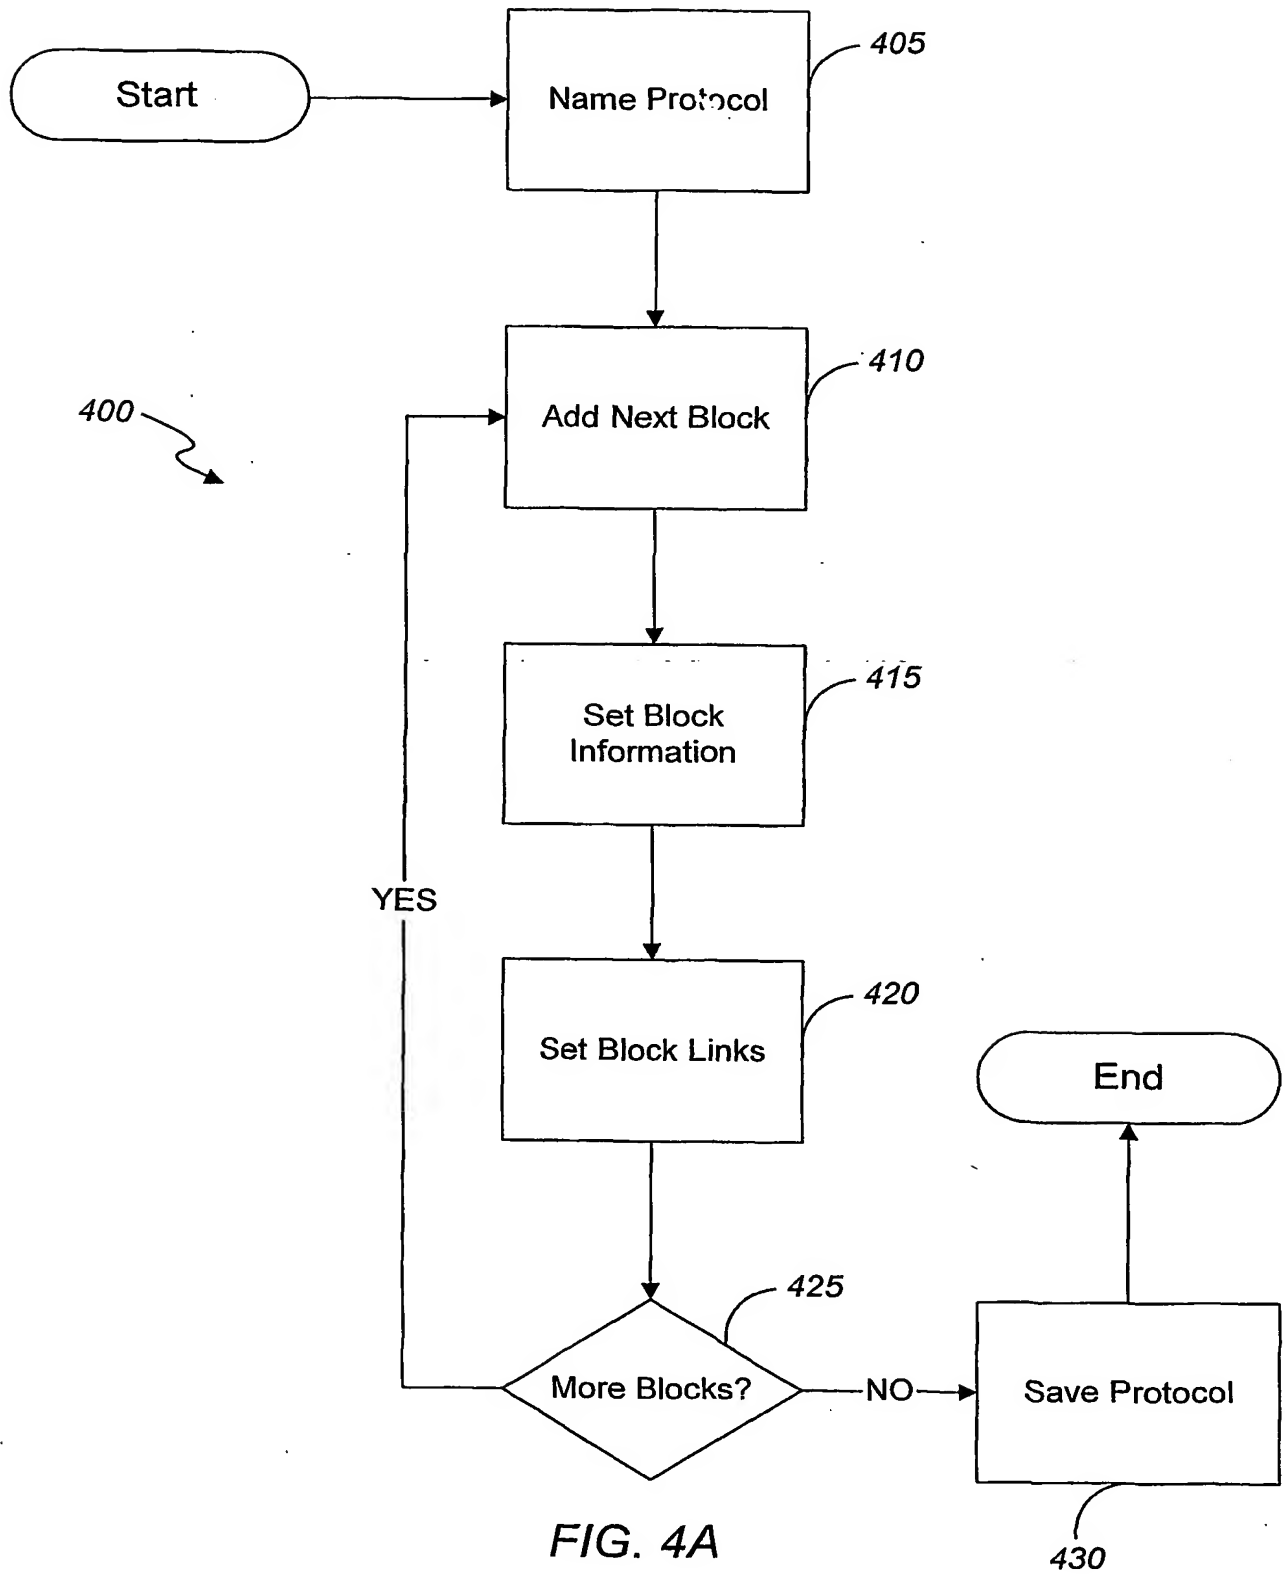 Start
Name Protocol
405
Add Next Block
410
400
Set Block
Information
415
YES
Set Block Links
420
End
More Blocks?
425
NO
Save Protocol
430
FIG. 4A